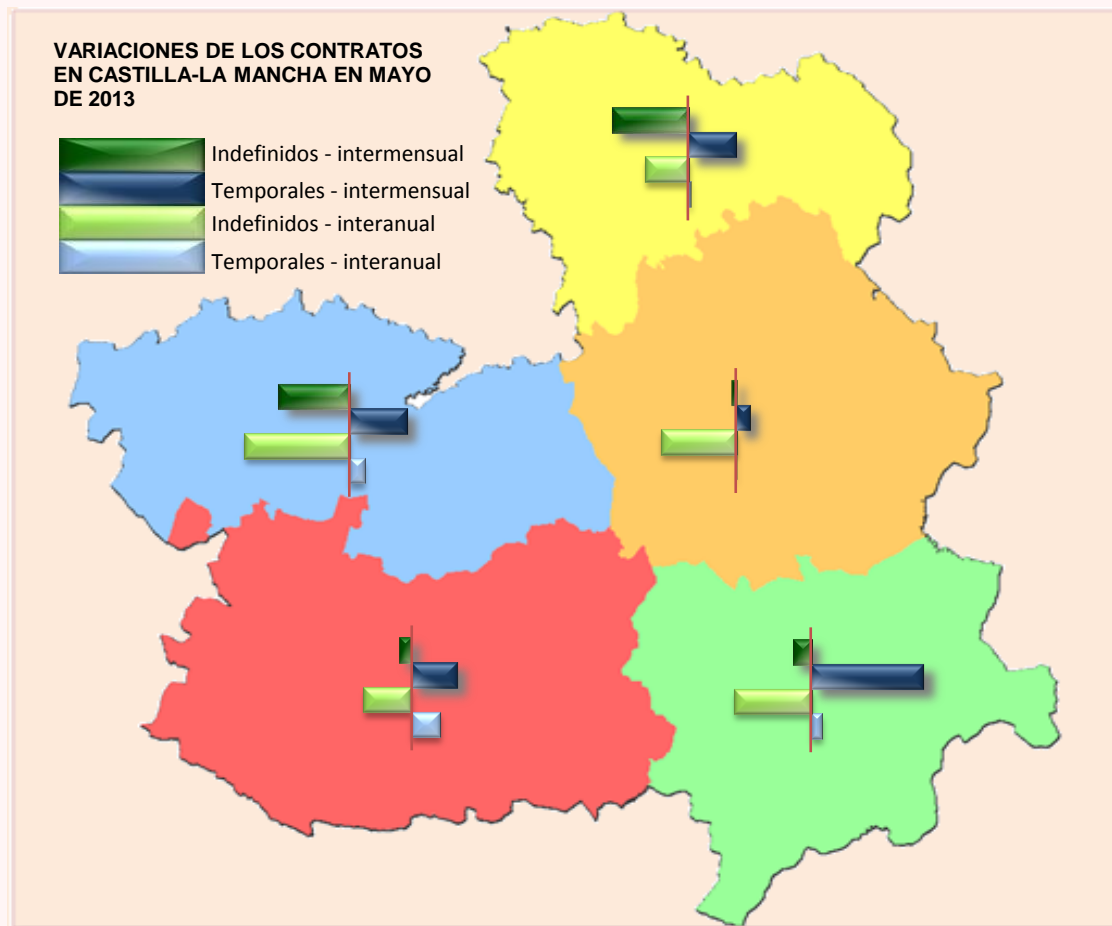 VARIACIONES DE LOS CONTRATOS
EN CASTILLA-LA MANCHA EN MAYO
DE 2013
Indefinidos - intermensual
Temporales - intermensual
Indefinidos - interanual
Temporales - interanual